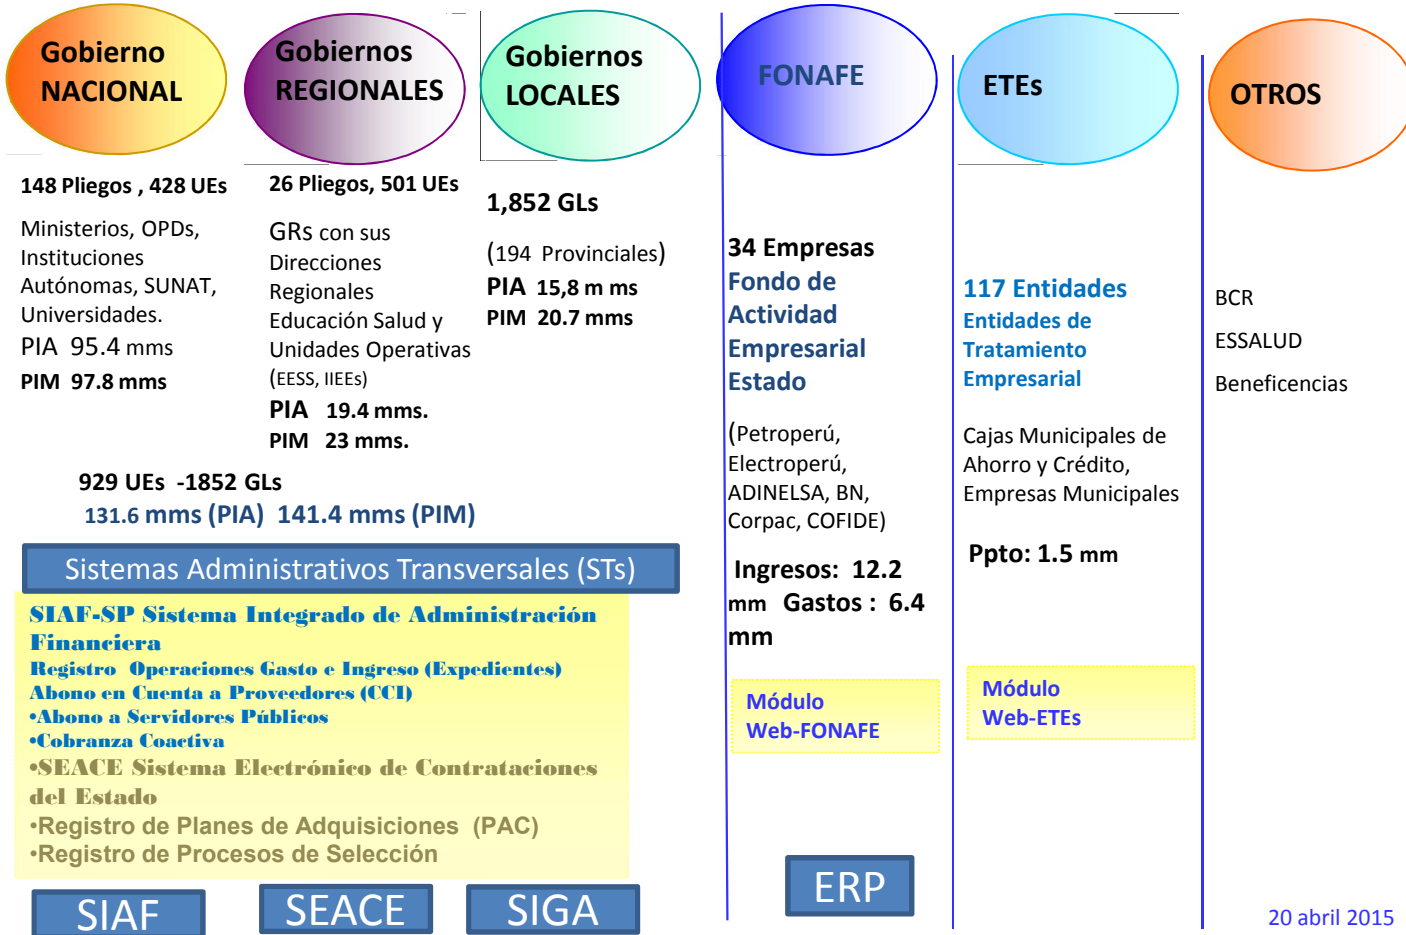 Gobierno
NACIONAL
148 Pliegos , 428 UEs
Ministerios, OPDs,
Instituciones
Autónomas, SUNAT,
Universidades.
PIA 95.4 mms
PIM 97.8 mms
Gobiernos
REGIONALES
26 Pliegos, 501 UEs
GRs con sus
Direcciones
Regionales
Educación Salud y
Unidades Operativas
(EESS, IIEEs)
PIA 19.4 mms.
PIM 23 mms.
Gobiernos
LOCALES
1,852 GLs
(194 Provinciales)
PIA 15,8 m ms
PIM 20.7 mms
929 UEs -1852 GLs
131.6 mms (PIA) 141.4 mms (PIM)
Sistemas Administrativos Transversales (STs)
SIAF-SP Sistema Integrado de Administración
Financiera
Registro Operaciones Gasto e Ingreso (Expedientes)
Abono en Cuenta a Proveedores (CCI)
•Abono a Servidores Públicos
•Cobranza Coactiva
•SEACE Sistema Electrónico de Contrataciones
del Estado
•Registro de Planes de Adquisiciones (PAC)
•Registro de Procesos de Selección
SIAF
SEACE
SIGA
FONAFE
34 Empresas
Fondo de
Actividad
Empresarial
Estado
(Petroperú,
Electroperú,
ADINELSA, BN,
Corpac, COFIDE)
Ingresos: 12.2
mm Gastos : 6.4
mm
Módulo
Web-FONAFE
ERP
ETEs
117 Entidades
Entidades de
Tratamiento
Empresarial
Cajas Municipales de
Ahorro y Crédito,
Empresas Municipales
Ppto: 1.5 mm
Módulo
Web-ETEs
OTROS
BCR
ESSALUD
Beneficencias
20 abril 2015